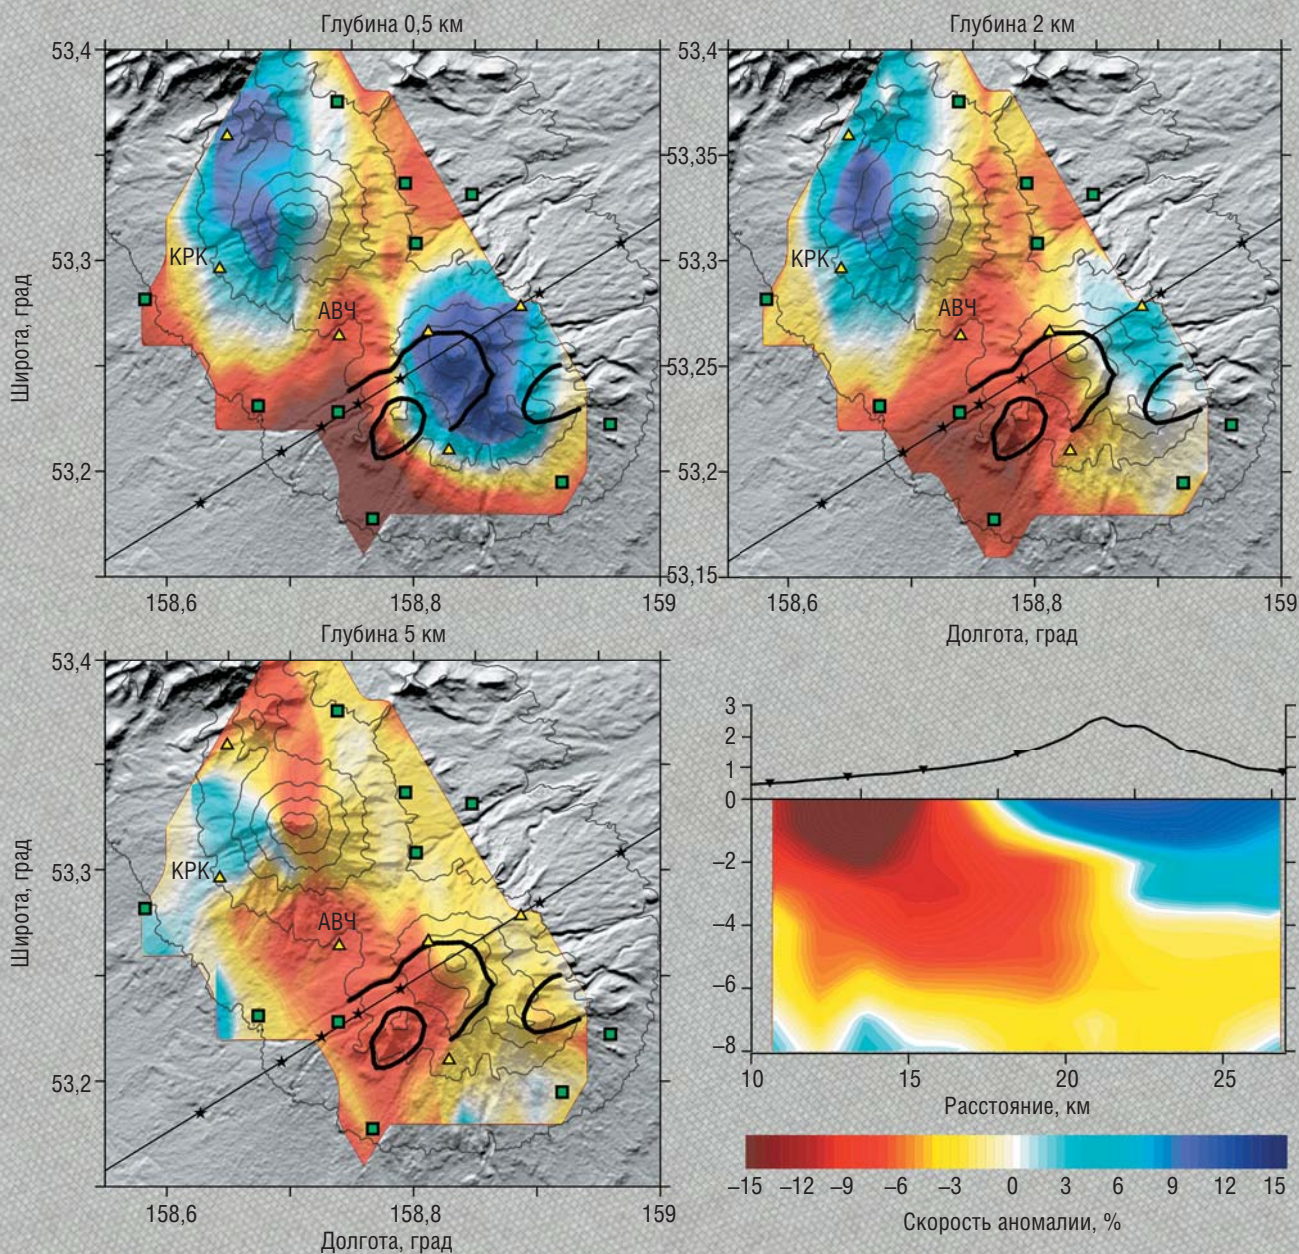 Глубина 0,5 км
53,4
53,3
53,2
Широта, град
КРК
АВЧ
158,6 158,8 159
Глубина 2 км
53,4
53,35
53,3
53,25
53,2
53,15
КРК
АВЧ
158,6 158,8 159
Долгота, град
Глубина 5 км
53,4
53,3
53,2
Широта, град
КРК
АВЧ
158,6 158,8 159
Долгота, град
3
2
1
0
–2
–4
–6
–8
10 15 20 25
Расстояние, км
–15 –12 –9 –6 –3 0 3 6 9 12 15
Скорость аномалии, %